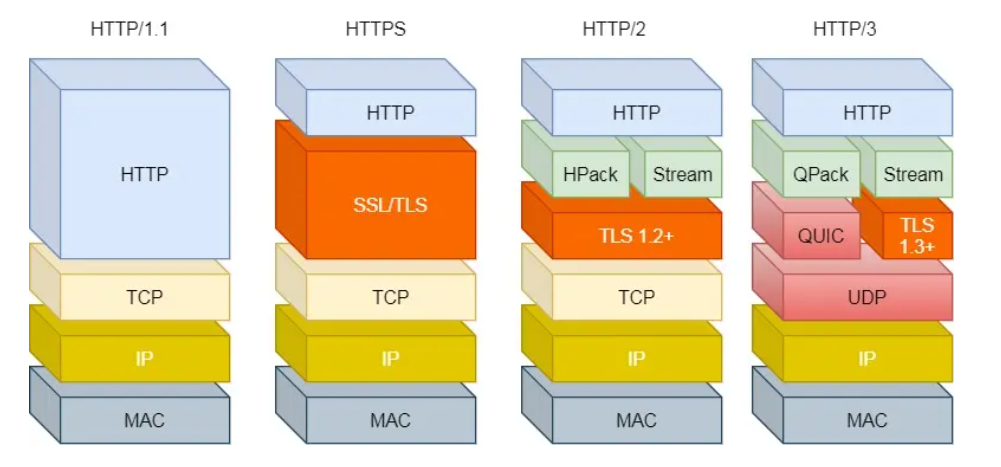 HTTP/1.1
HTTPS
HTTP/2
HTTP/3
HTTP
TCP
IP
MAC
HTTP
SSL/TLS
TCP
IP
MAC
HTTP
HPack
Stream
TLS 1.2+
TCP
IP
MAC
HTTP
QPack
Stream
QUIC
TLS
1.3+
UDP
IP
MAC